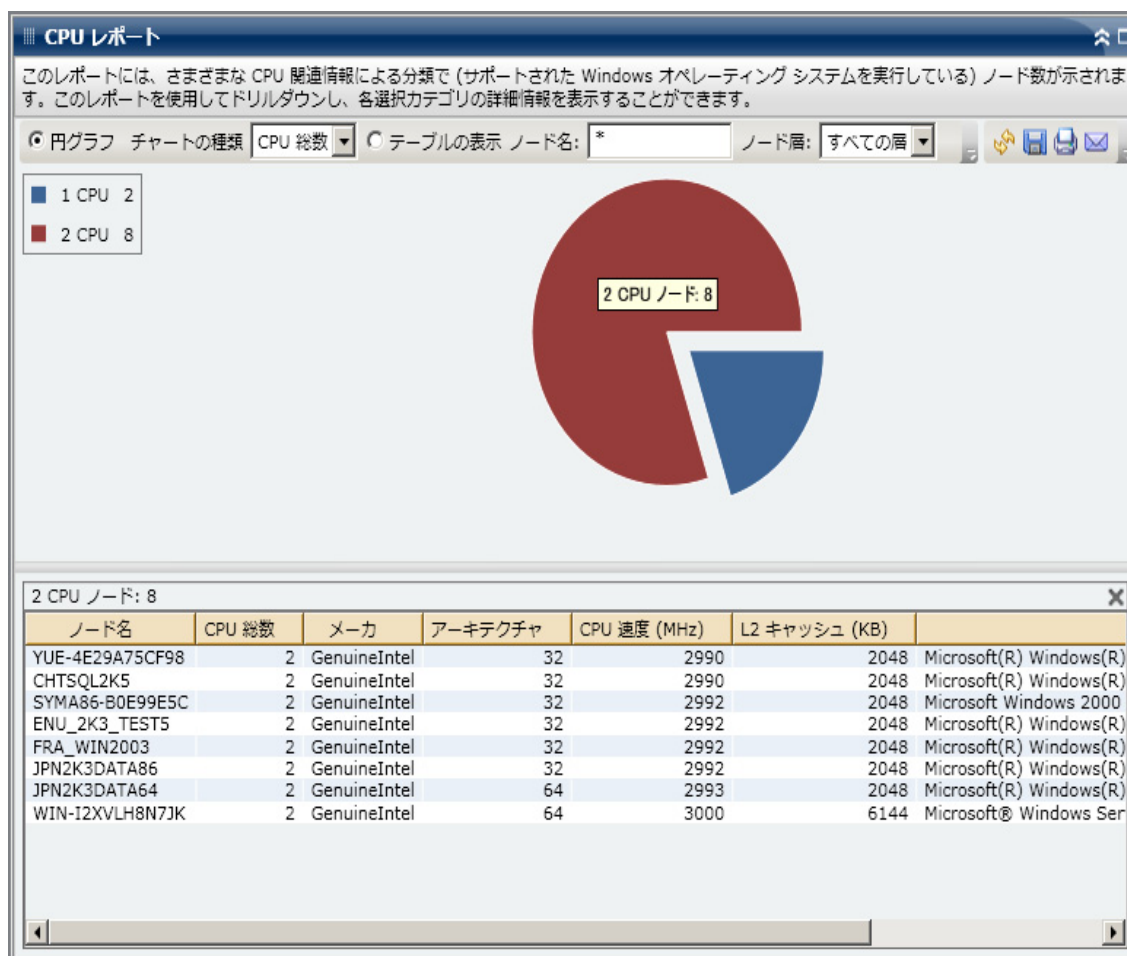 CPU レポート
このレポートには、さまざまな CPU 関連情報による分類で (サポートされた Windows オペレーティング システムを実行している) ノード数が示されま
す。このレポートを使用してドリルダウンし、各選択カテゴリの詳細情報を表示することができます。
円グラフ チャートの種類 CPU 総数 テーブルの表示 ノード名: * ノード層: すべての層
1 CPU 2
2 CPU 8
2 CPU ノード: 8
2 CPU ノード: 8
ノード名 CPU 総数 メーカ アーキテクチャ CPU 速度 (MHz) L2 キャッシュ (KB)
YUE-4E29A75CF98 2 GenuineIntel 32 2990 2048 Microsoft(R) Windows(R)
CHTSQL2K5 2 GenuineIntel 32 2990 2048 Microsoft(R) Windows(R)
SYMA86-B0E99E5C 2 GenuineIntel 32 2992 2048 Microsoft Windows 2000
ENU_2K3_TEST5 2 GenuineIntel 32 2992 2048 Microsoft(R) Windows(R)
FRA_WIN2003 2 GenuineIntel 32 2992 2048 Microsoft(R) Windows(R)
JPN2K3DATA86 2 GenuineIntel 32 2992 2048 Microsoft(R) Windows(R)
JPN2K3DATA64 2 GenuineIntel 64 2993 2048 Microsoft(R) Windows(R)
WIN-I2XVLH8N7JK 2 GenuineIntel 64 3000 6144 Microsoft® Windows Ser